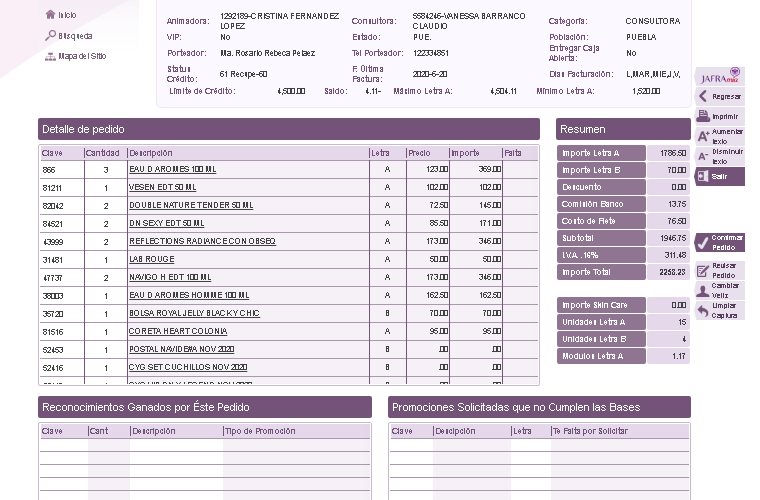 Inicio
Búsqueda
Mapa del Sitio
Animadora: 1292189-CRISTINA FERNANDEZ LOPEZ Consultora: 5584246-VANESSA BARRANCO CLAUDIO Categoría: CONSULTORA
VIP: No Estado: PUE. Población: PUEBLA
Porteador: Ma. Rosario Rebeca Pelaez Tel Porteador: 122334851 Entregar Caja Abierta: No
Status Crédito: 61 Recupe-60 F. Última Factura: 2020-6-20 Dias Facturación: L,MAR,MIE,J,V,
Límite de Crédito: 4,500.00 Saldo: 4.11- Máximo Letra A: 4,504.11 Mínimo Letra A: 1,520.00
JAFRAmia
Regresar
Imprimir
Aumentar texto
Disminuir texto
Salir
Confirmar Pedido
Revisar Pedido
Cambiar Veliz
Limpiar Captura
Detalle de pedido
Clave Cantidad Descripción Letra Precio Importe Falta
866 3 EAU D AROMES 100 ML A 123.00 369.00
81211 1 VESEN EDT 50 ML A 102.00 102.00
82042 2 DOUBLE NATURE TENDER 50 ML A 72.50 145.00
84521 2 DN SEXY EDT 50 ML A 85.50 171.00
43999 2 REFLECTIONS RADIANCE CON OBSEQ A 173.00 346.00
31481 1 LAB ROUGE A 50.00 50.00
47737 2 NAVIGO H EDT 100 ML A 173.00 346.00
38003 1 EAU D AROMES HOMME 100 ML A 162.50 162.50
35720 1 BOLSA ROYAL JELLY BLACK Y CHIC B 70.00 70.00
81516 1 CORETA HEART COLONIA A 95.00 95.00
52453 1 POSTAL NAVIDEÑA NOV 2020 B .00 .00
52416 1 CYG SET CUCHILLOS NOV 2020 B .00 .00
Resumen
Importe Letra A 1786.50
Importe Letra B 70.00
Descuento 0.00
Comisión Banco 13.75
Costo de Flete 76.50
Subtotal 1946.75
I.V.A. .16% 311.48
Importe Total 2258.23
Importe Skin Care 0.00
Unidades Letra A 15
Unidades Letra B 4
Modulos Letra A 1.17
Reconocimientos Ganados por Éste Pedido
Clave Cant Descripción Tipo de Promoción
Promociones Solicitadas que no Cumplen las Bases
Clave Descripción Letra Te Falta por Solicitar